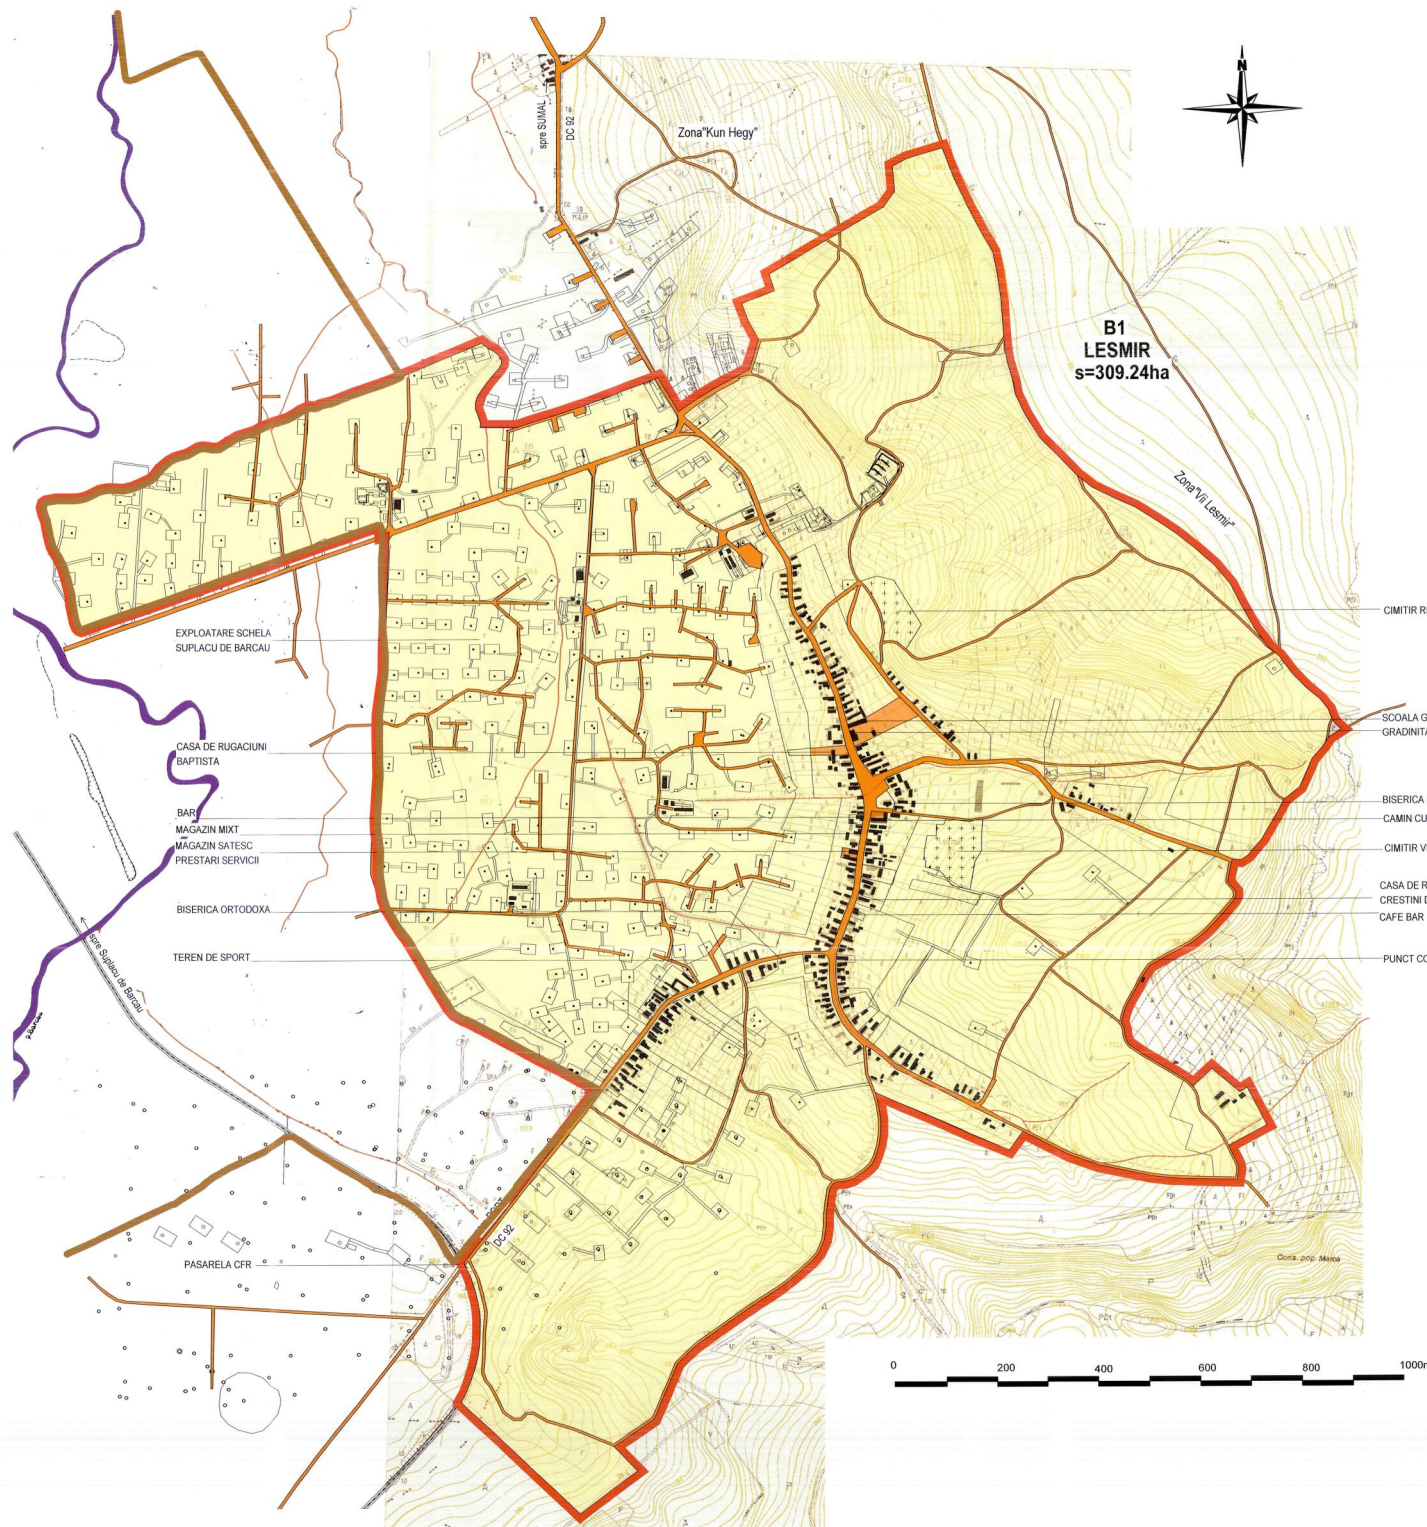 N
spre SUMAL
DC 92
Zona"Kun Hegy"
B1
LESMIR
s=309.24ha
Zona"Vii Lesmir"
EXPLOATARE SCHELA
SUPLACU DE BARCAU
CASA DE RUGACIUNI
BAPTISTA
BAR
MAGAZIN MIXT
MAGAZIN SATESC
PRESTARI SERVICII
BISERICA ORTODOXA
TEREN DE SPORT
spre Suplacu de Barcau
PASARELA CFR
DC 92
CIMITIR R
SCOALA G
GRADINITA
BISERICA
CAMIN CU
CIMITIR V
CASA DE R
CRESTINI D
CAFE BAR
PUNCT CO
Cons. pop. Marca
0 200 400 600 800 1000m